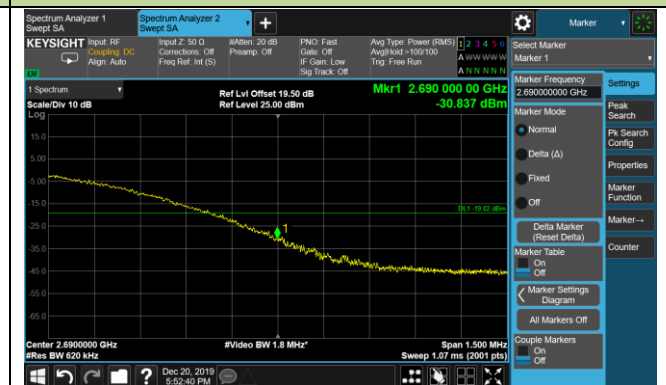 Spectrum Analyzer 1
Swept SA
Spectrum Analyzer 2
Swept SA
+
Marker
KEYSIGHT
Input: RF
Coupling: DC
Align: Auto
Input Z: 50 Ω
Corrections: Off
Freq Ref: Int (S)
#Atten: 20 dB
Preamp: Off
PNO: Fast
Gate: Off
IF Gain: Low
Sig Track: Off
Avg Type: Power (RMS)
Avg|Hold:>100/100
Trig: Free Run
1 2 3 4 5 6
A W W W W W
A N N N N N
Select Marker
Marker 1
1 Spectrum
Scale/Div 10 dB
Log
Ref Lvl Offset 19.50 dB
Ref Level 25.00 dBm
Mkr1 2.690 000 00 GHz
-30.837 dBm
15.0
5.00
-5.00
-15.0
-25.0
-35.0
-45.0
-55.0
-65.0
DL1 -19.02 dBm
1
Center 2.6900000 GHz
#Res BW 620 kHz
#Video BW 1.8 MHz*
Span 1.500 MHz
Sweep 1.07 ms (2001 pts)
Marker Frequency
2.690000000 GHz
Marker Mode
Normal
Delta (Δ)
Fixed
Off
Delta Marker
(Reset Delta)
Marker Table
On
Off
Marker Settings
Diagram
All Markers Off
Couple Markers
On
Off
Settings
Peak
Search
Pk Search
Config
Properties
Marker
Function
Marker→
Counter
?
Dec 20, 2019
5:52:40 PM